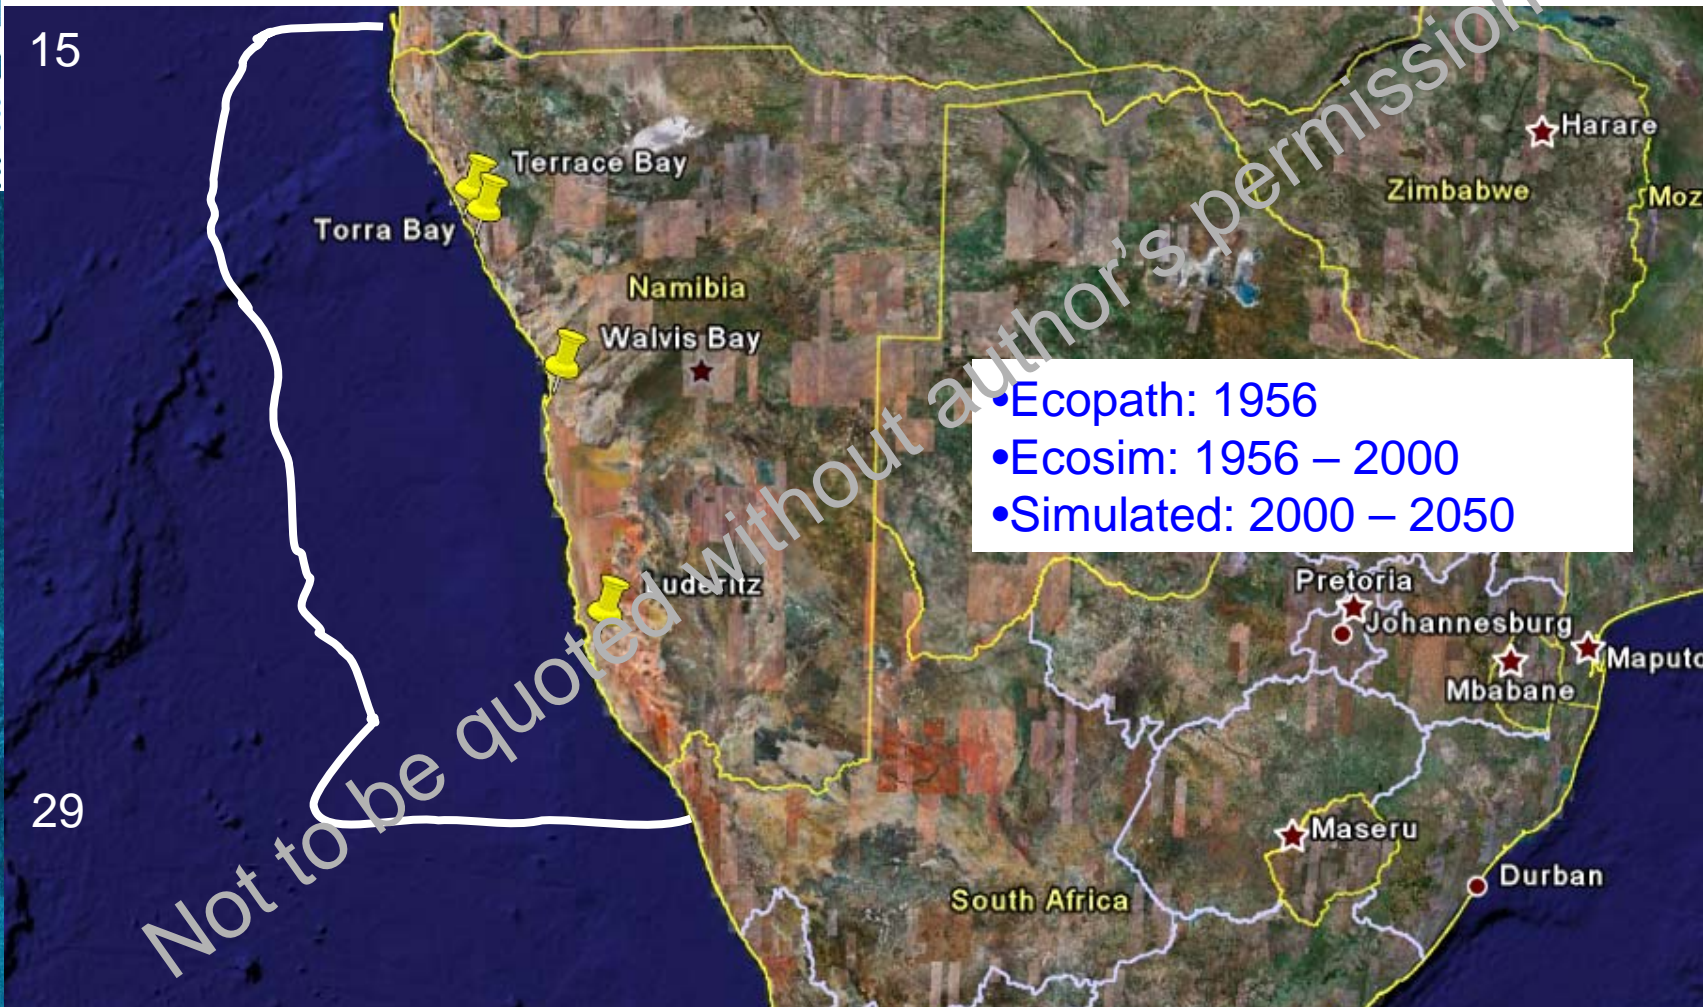 15
Harare
Terrace Bay
Zimbabwe
Moz
Torra Bay
Namibia
Walvis Bay
•Ecopath: 1956
•Ecosim: 1956 – 2000
•Simulated: 2000 – 2050
Luderitz
Pretoria
Johannesburg
Maputo
Mbabane
29
Maseru
Durban
South Africa
Not to be quoted without author's permission